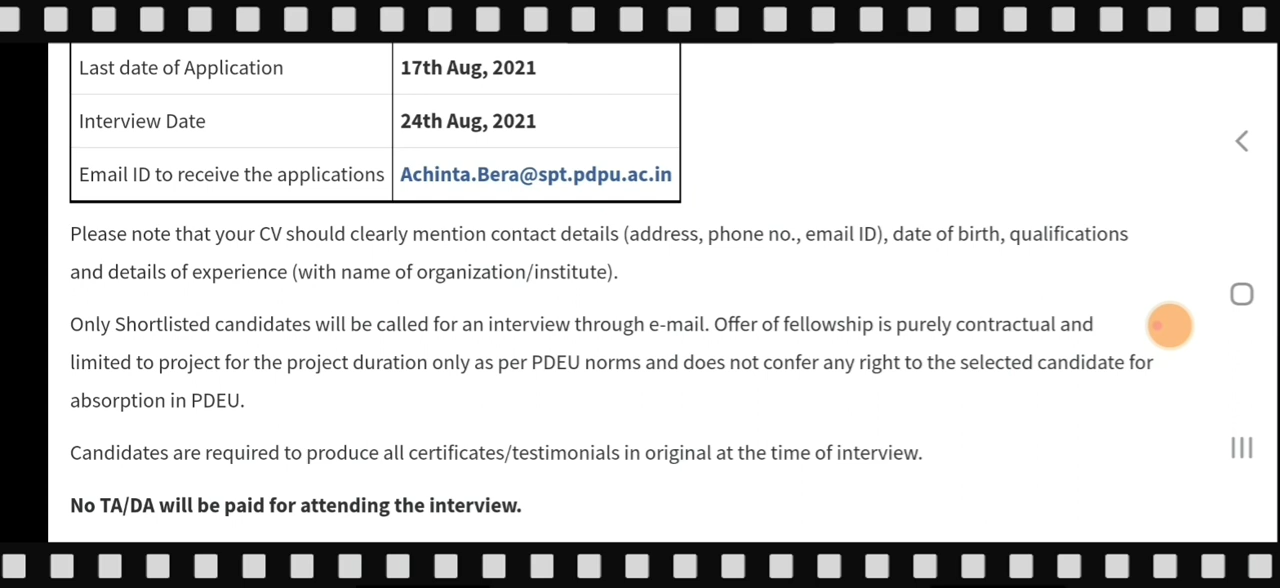 Last date of Application 17th Aug, 2021
Interview Date 24th Aug, 2021
Email ID to receive the applications Achinta.Bera@spt.pdpu.ac.in
Please note that your CV should clearly mention contact details (address, phone no., email ID), date of birth, qualifications
and details of experience (with name of organization/institute).
Only Shortlisted candidates will be called for an interview through e-mail. Offer of fellowship is purely contractual and
limited to project for the project duration only as per PDEU norms and does not confer any right to the selected candidate for
absorption in PDEU.
Candidates are required to produce all certificates/testimonials in original at the time of interview.
No TA/DA will be paid for attending the interview.